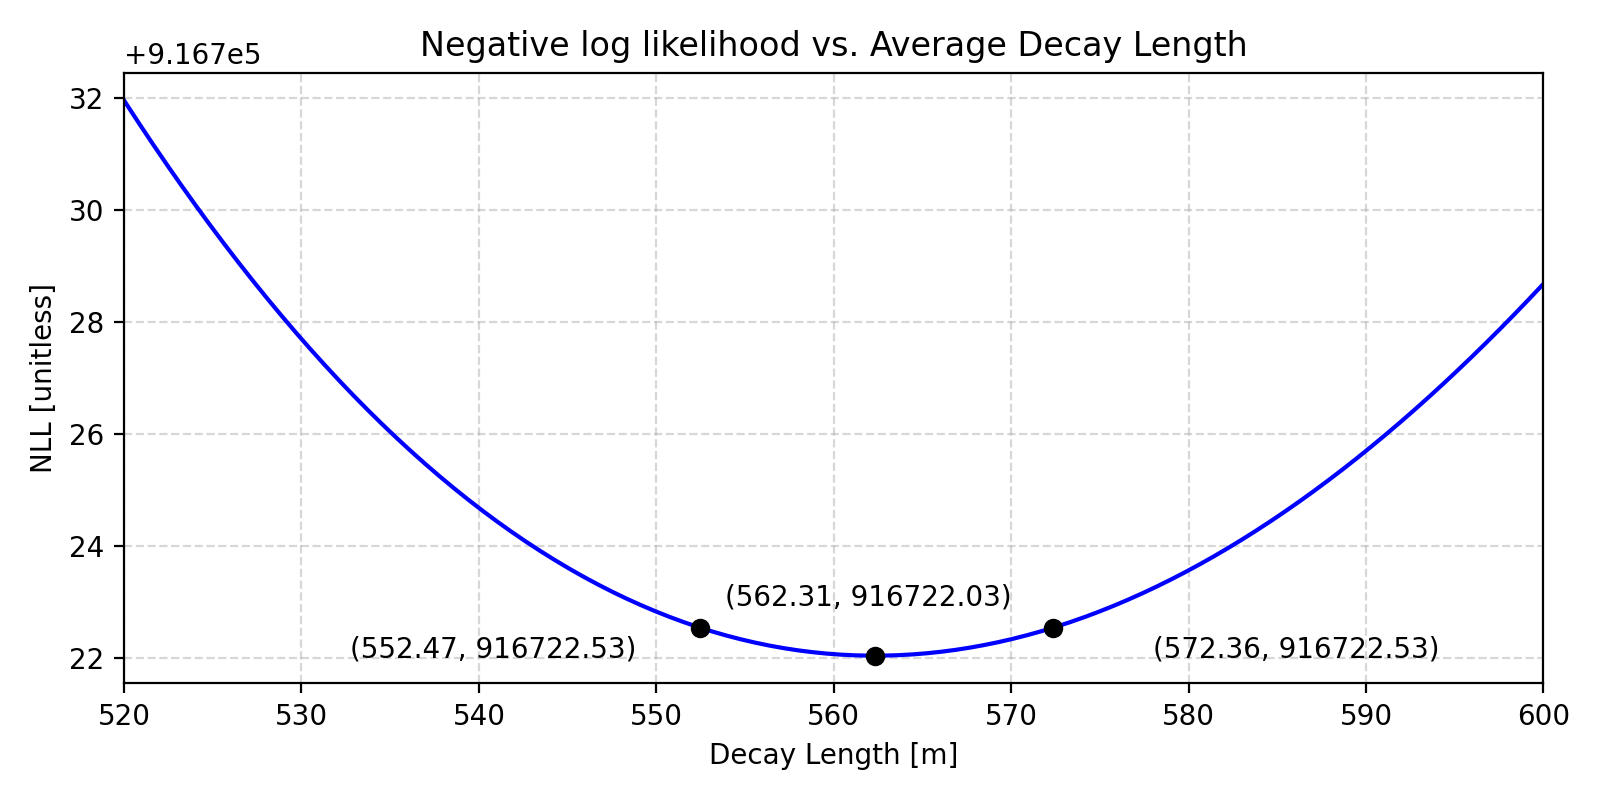 Negative log likelihood vs. Average Decay Length
+9.167e5
NLL [unitless]
32
30
28
26
24
22
(562.31, 916722.03)
(552.47, 916722.53)
(572.36, 916722.53)
520 530 540 550 560 570 580 590 600
Decay Length [m]